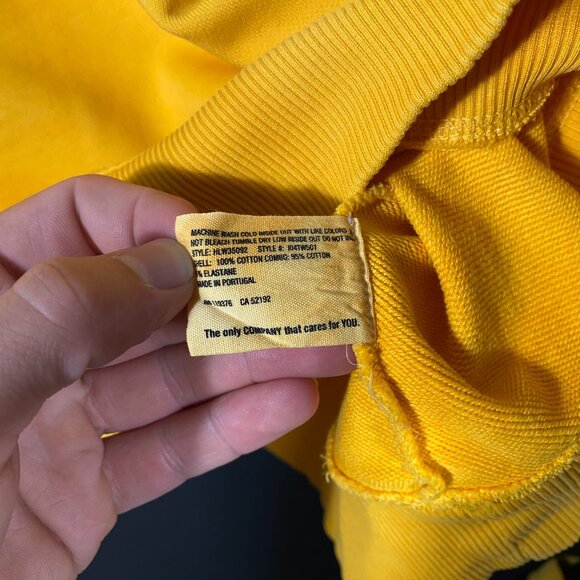 MACHINE WASH COLD INSIDE OUT WITH LIKE COLORS
NOT BLEACH TUMBLE DRY LOW INSIDE OUT DO NOT
STYLE: HLW35092 STYLE #:
100% COTTON COMBO: 95% COTTON
ELASTANE
MADE IN PORTUGAL
CA 52192
The only COMPANY that cares for YOU.